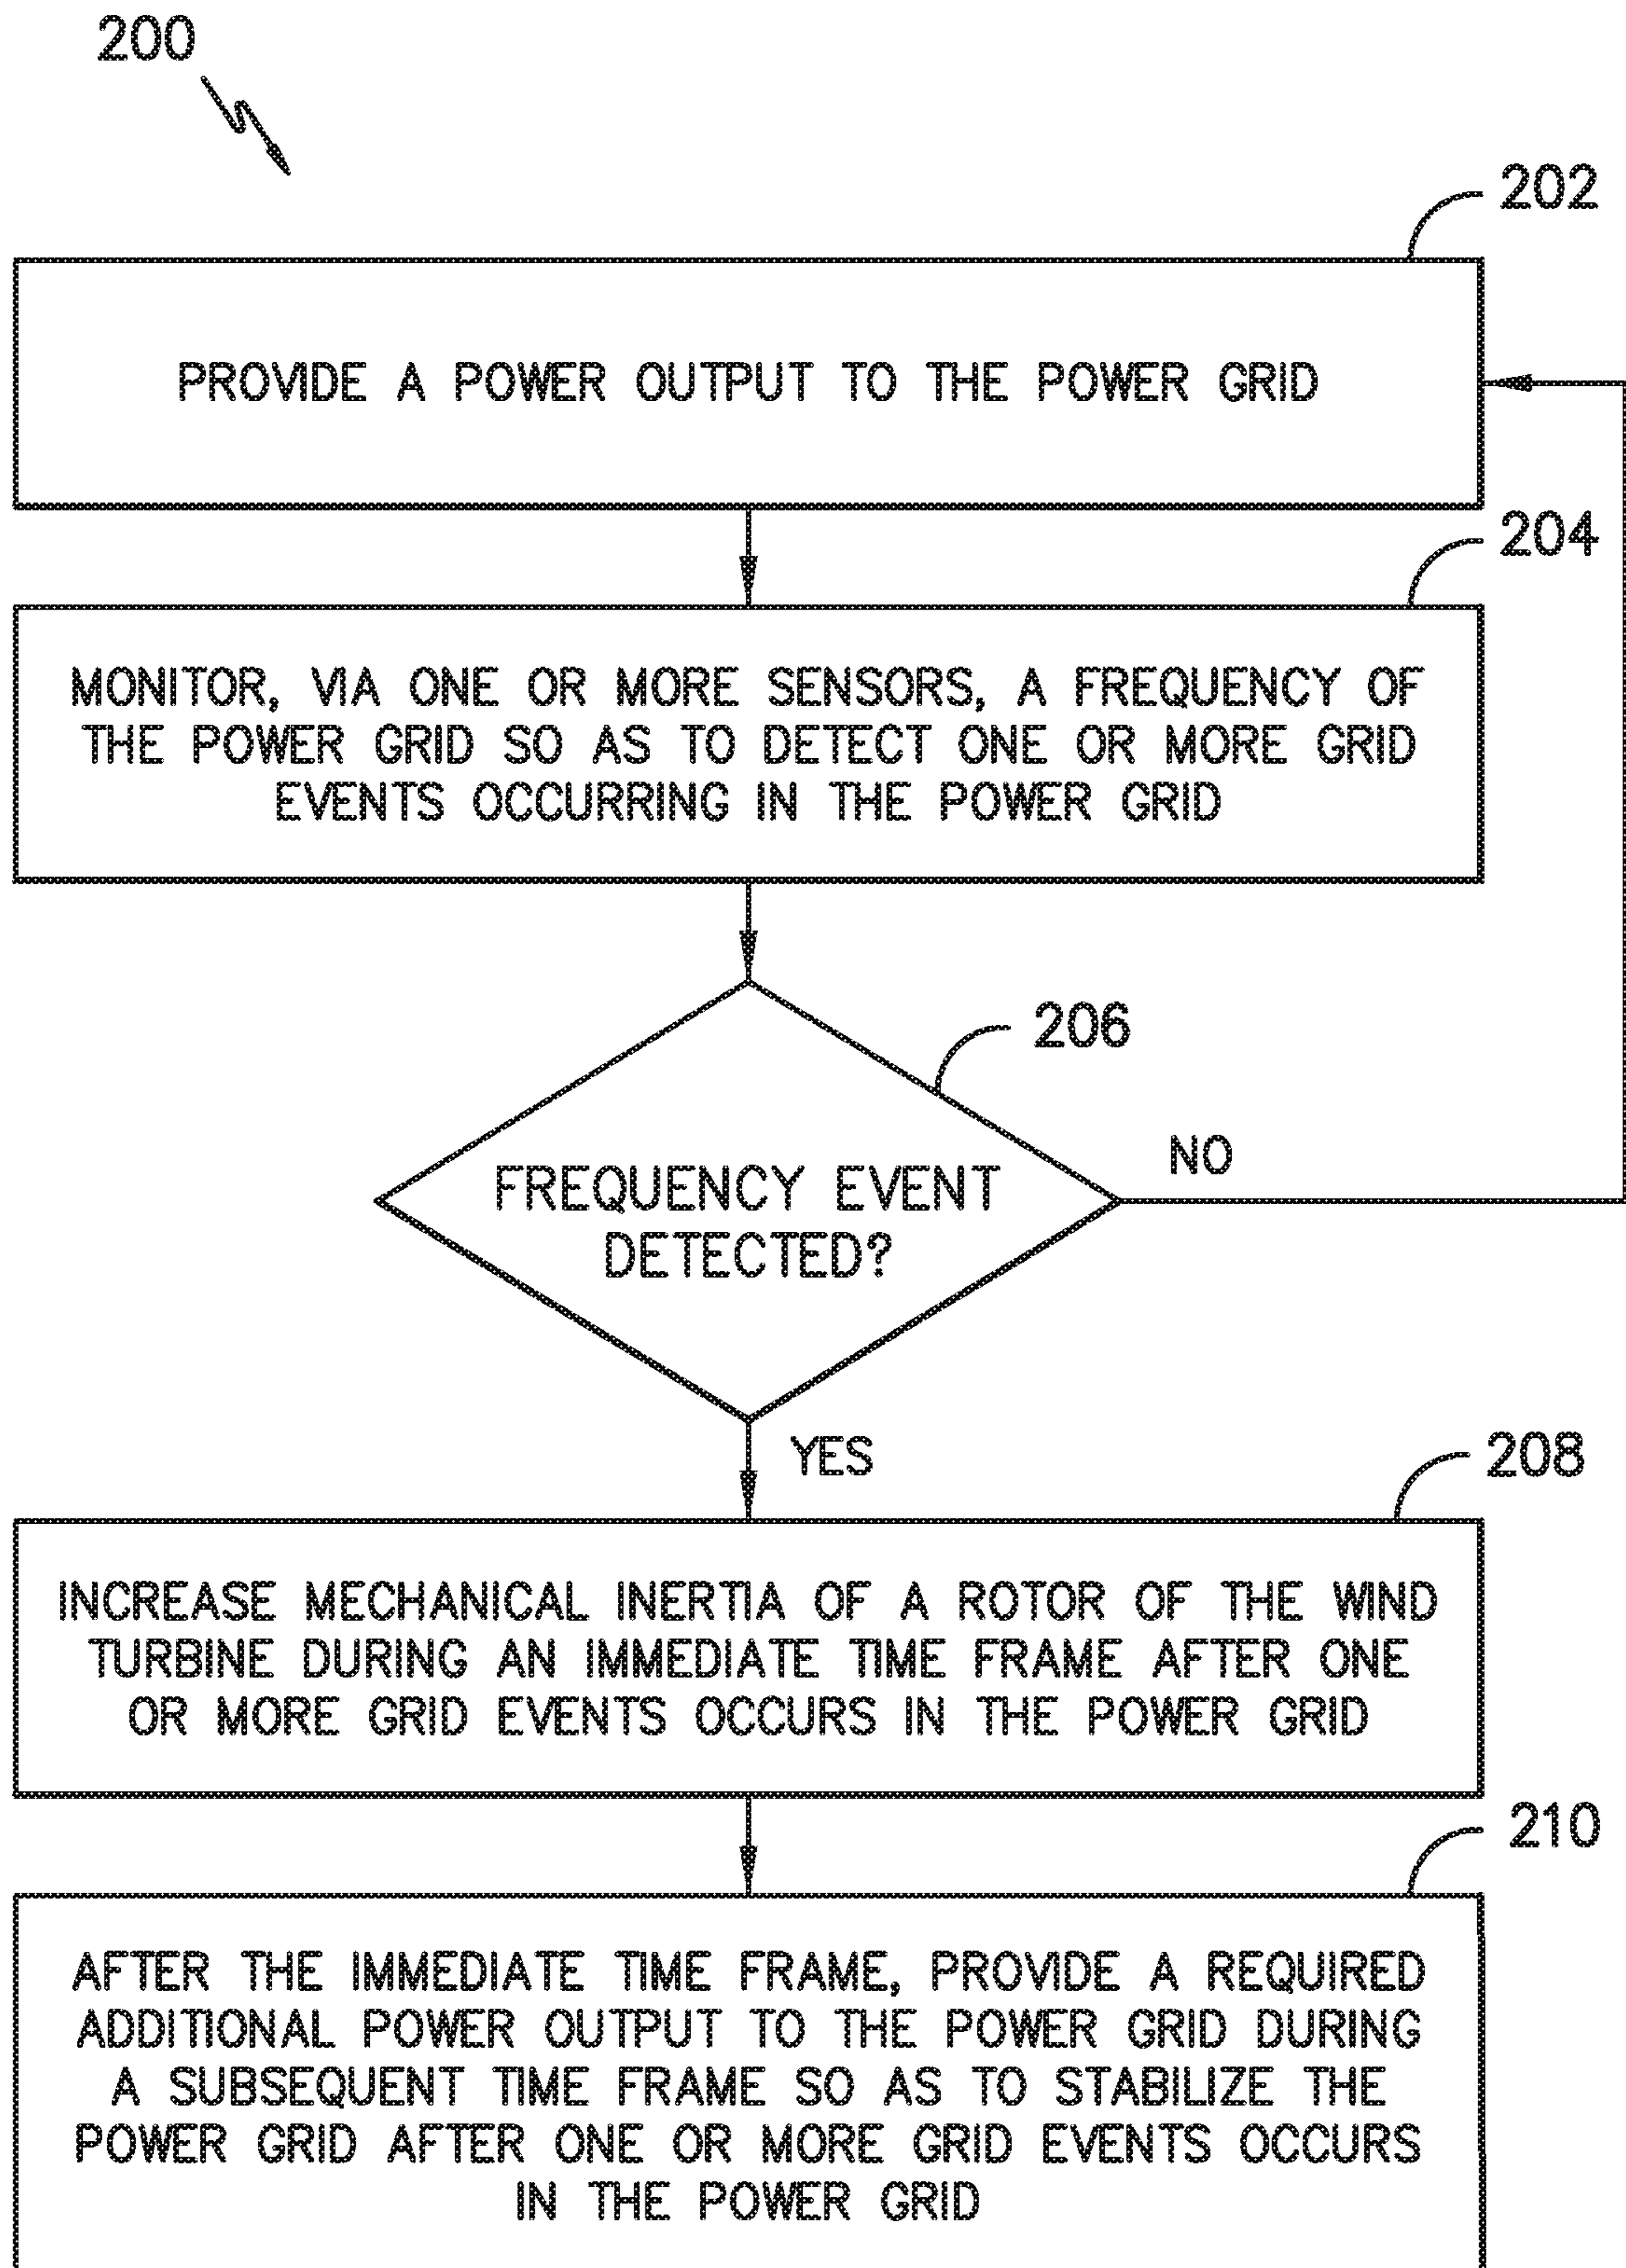 200
202
PROVIDE A POWER OUTPUT TO THE POWER GRID
204
MONITOR, VIA ONE OR MORE SENSORS, A FREQUENCY OF
THE POWER GRID SO AS TO DETECT ONE OR MORE GRID
EVENTS OCCURRING IN THE POWER GRID
206
FREQUENCY EVENT
DETECTED?
NO
YES
208
INCREASE MECHANICAL INERTIA OF A ROTOR OF THE WIND
TURBINE DURING AN IMMEDIATE TIME FRAME AFTER ONE
OR MORE GRID EVENTS OCCURS IN THE POWER GRID
210
AFTER THE IMMEDIATE TIME FRAME, PROVIDE A REQUIRED
ADDITIONAL POWER OUTPUT TO THE POWER GRID DURING
A SUBSEQUENT TIME FRAME SO AS TO STABILIZE THE
POWER GRID AFTER ONE OR MORE GRID EVENTS OCCURS
IN THE POWER GRID